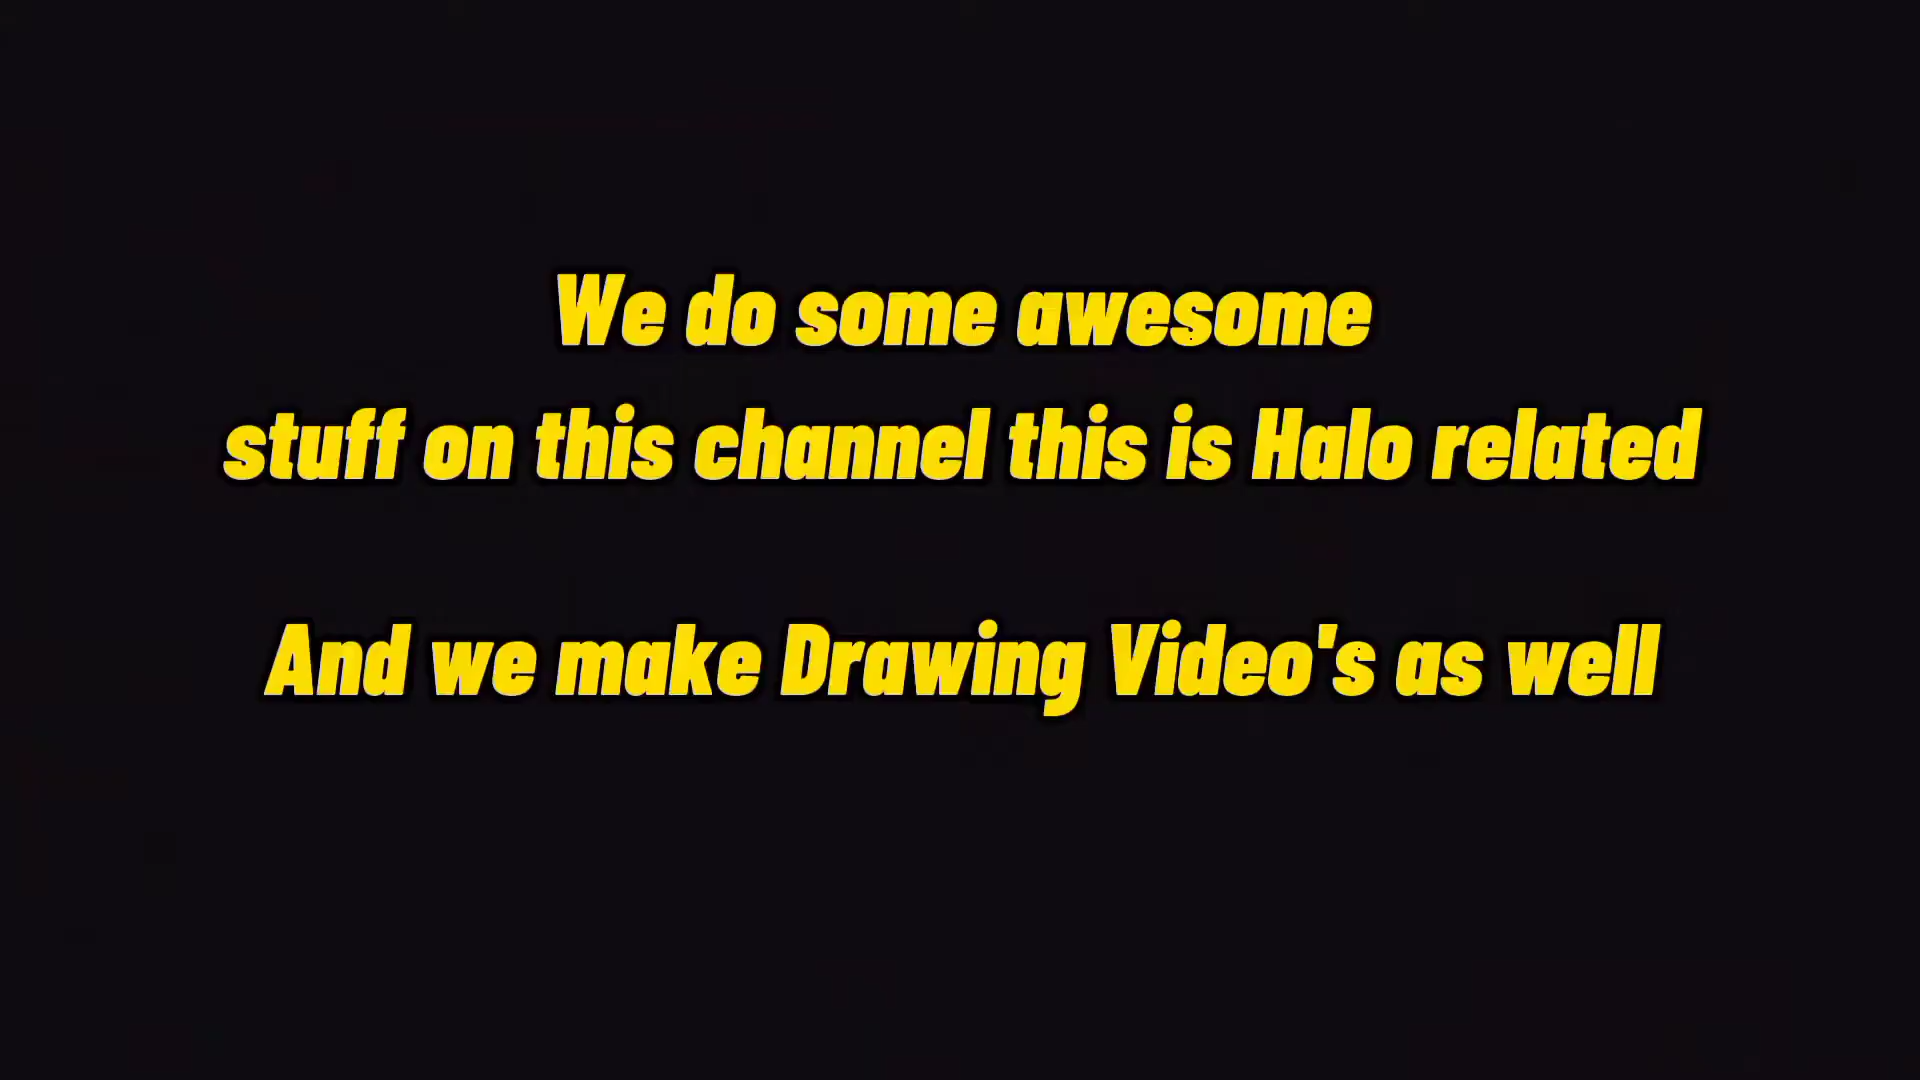 We do some awesome
stuff on this channel this is Halo related
And we make Drawing Video's as well